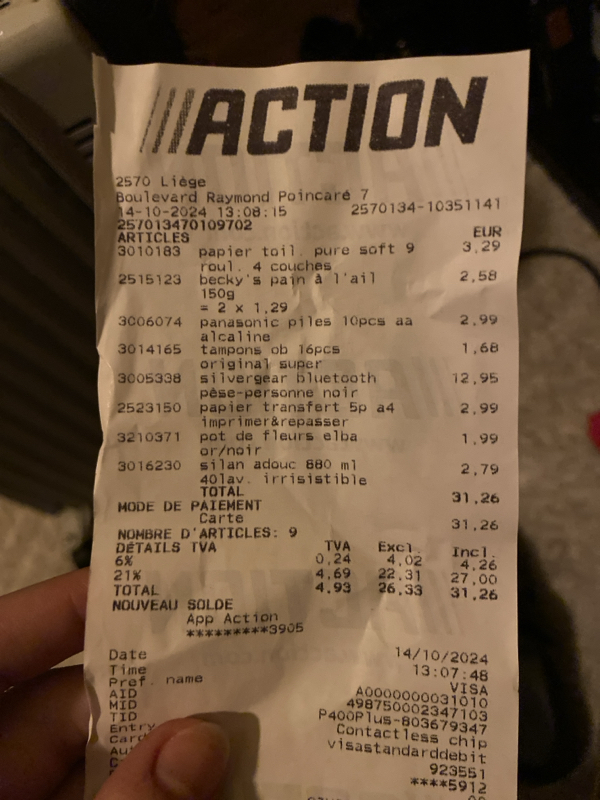 ACTION
2570 Liège
Boulevard Raymond Poincaré 7
14-10-2024 13:08:15 2570134-10351141
257013470109702
ARTICLES EUR
3010183 papier toil. pure soft 9 3,29
roul. 4 couches
2515123 becky's pain à l'ail 2,58
150g
= 2 x 1,29
3006074 panasonic piles 10pcs aa 2,99
alcaline
3014165 tampons ob 16pcs 1,68
original super
3005338 silvergear bluetooth 12,95
pèse-personne noir
2523150 papier transfert 5p a4 2,99
imprimer&repasser
3210371 pot de fleurs elba 1,99
or/noir
3016230 silan adouc 880 ml 2,79
40lav. irrisistible
TOTAL 31,26
MODE DE PAIEMENT
Carte 31,26
NOMBRE D'ARTICLES: 9
DÉTAILS TVA TVA Excl. Incl.
6% 0,24 4,02 4,26
21% 4,69 22,31 27,00
TOTAL 4,93 26,33 31,26
NOUVEAU SOLDE
App Action
*********3905
Date 14/10/2024
Time 13:07:48
Pref. name VISA
AID A0000000031010
MID 498750002347103
TID P400Plus-803679347
Entry Contactless chip
Card visastandarddebit
923551
****5912